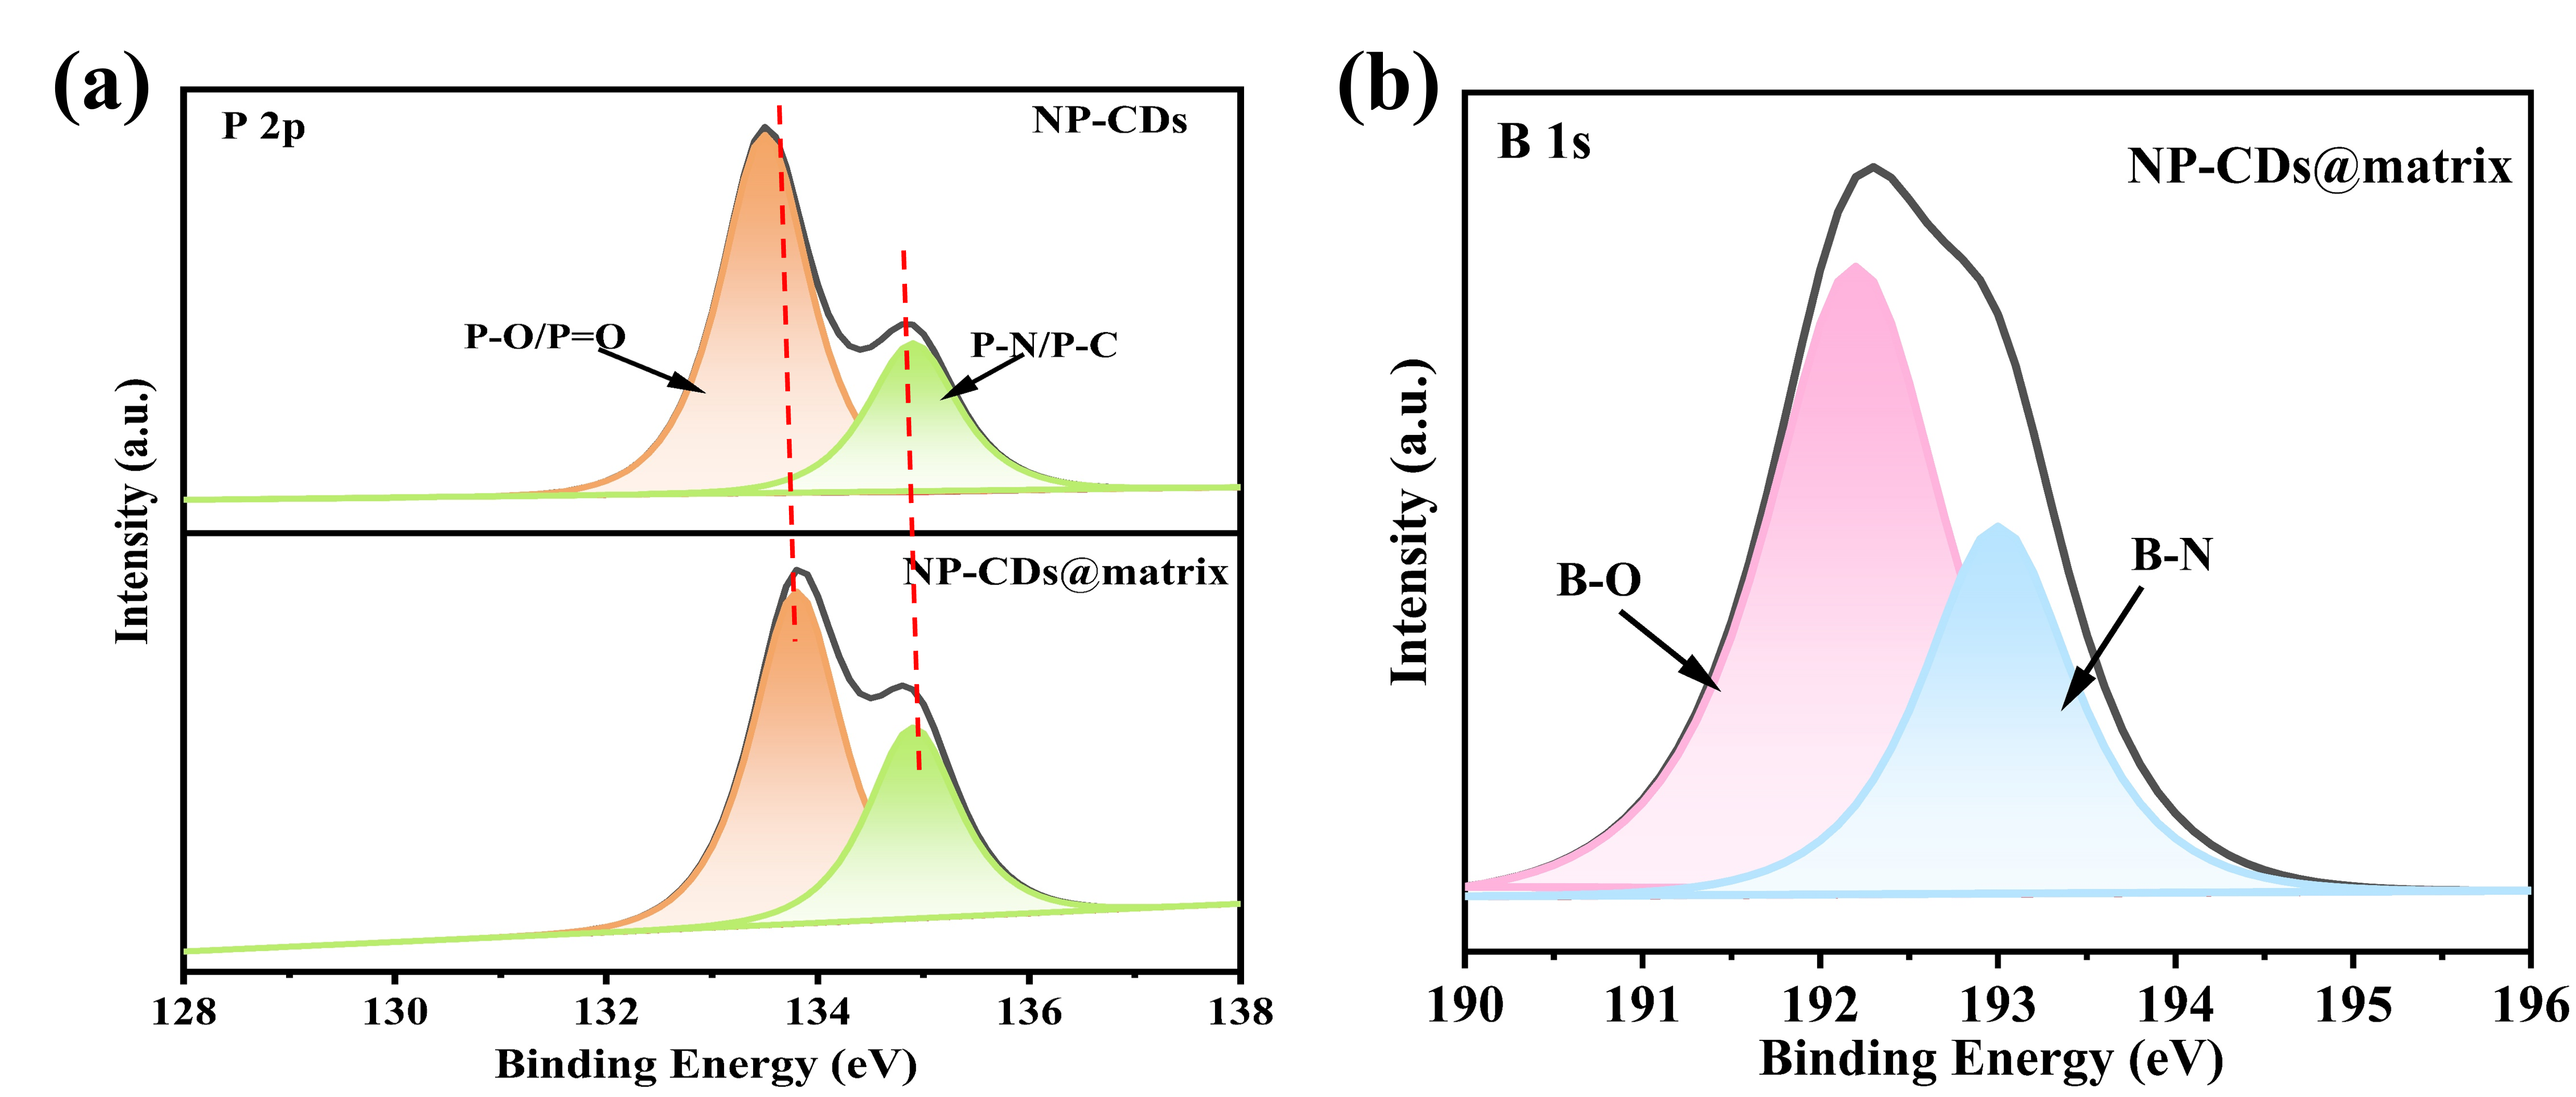 (a)
P 2p
NP-CDs
P-O/P=O
P-N/P-C
NP-CDs@matrix
Intensity (a.u.)
128 130 132 134 136 138
Binding Energy (eV)
(b)
B 1s
NP-CDs@matrix
B-O
B-N
Intensity (a.u.)
190 191 192 193 194 195 196
Binding Energy (eV)